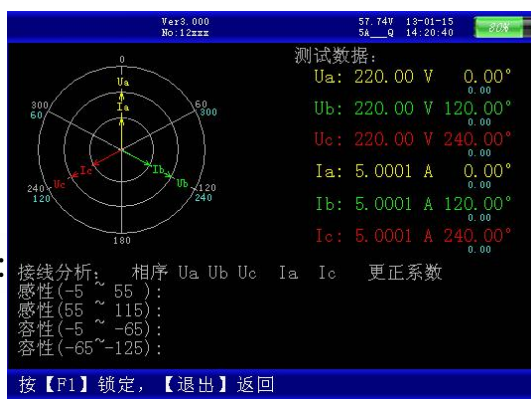 Ver3.000 57.74V 13-01-15
No:12xxx 5A__Q 14:20:40 80%
测试数据:
0
Ua
Ia
300 60
60 300
Ib
Ub
Ic
Uc
240 120
120 240
180
Ua: 220.00 V 0.00°
0.00
Ub: 220.00 V 120.00°
0.00
Uc: 220.00 V 240.00°
0.00
Ia: 5.0001 A 0.00°
0.00
Ib: 5.0001 A 120.00°
0.00
Ic: 5.0001 A 240.00°
0.00
接线分析: 相序 Ua Ub Uc Ia Ic 更正系数
感性(-5 ~ 55 ):
感性(55 ~ 115):
容性(-5 ~ -65):
容性(-65~-125):
按【F1】锁定,【退出】返回